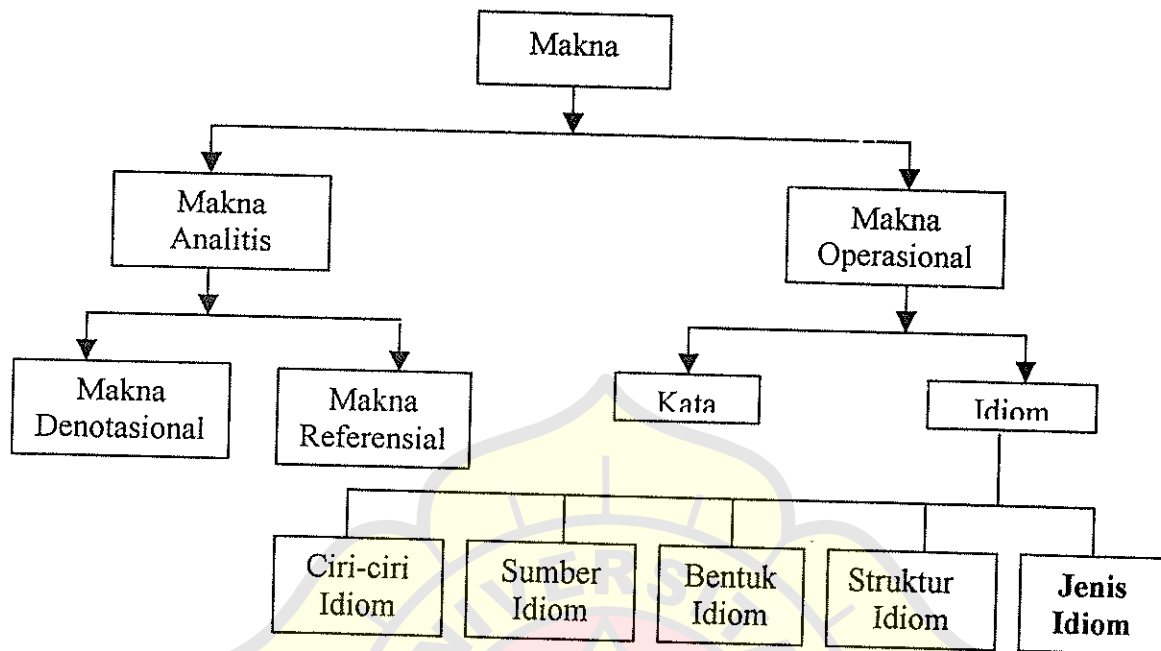 Makna
Makna
Analitis
Makna
Operasional
Makna
Denotasional
Makna
Referensial
Kata
Idiom
Ciri-ciri
Idiom
Sumber
Idiom
Bentuk
Idiom
Struktur
Idiom
Jenis
Idiom